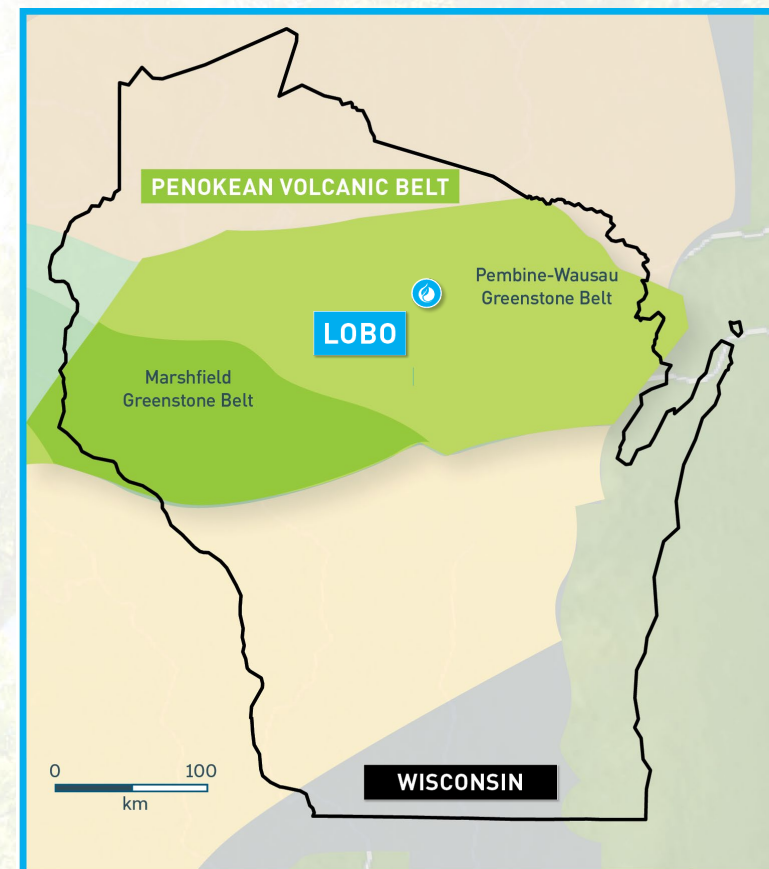 PENOKEAN VOLCANIC BELT
Pembine-Wausau
Greenstone Belt
LOBO
Marshfield
Greenstone Belt
0 100
km
WISCONSIN